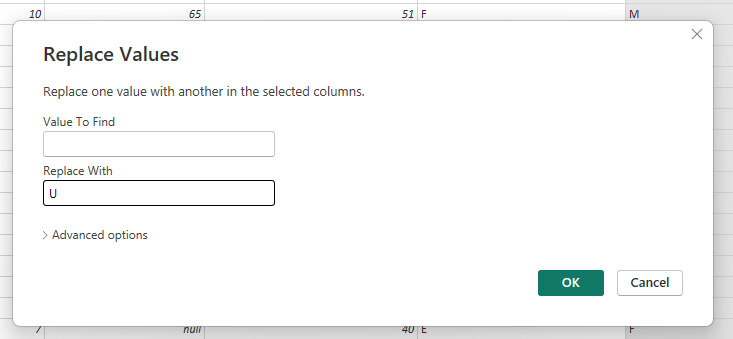 10 65 51 F M
Replace Values
Replace one value with another in the selected columns.
Value To Find
Replace With
U
Advanced options
OK Cancel
7 null 40 E F